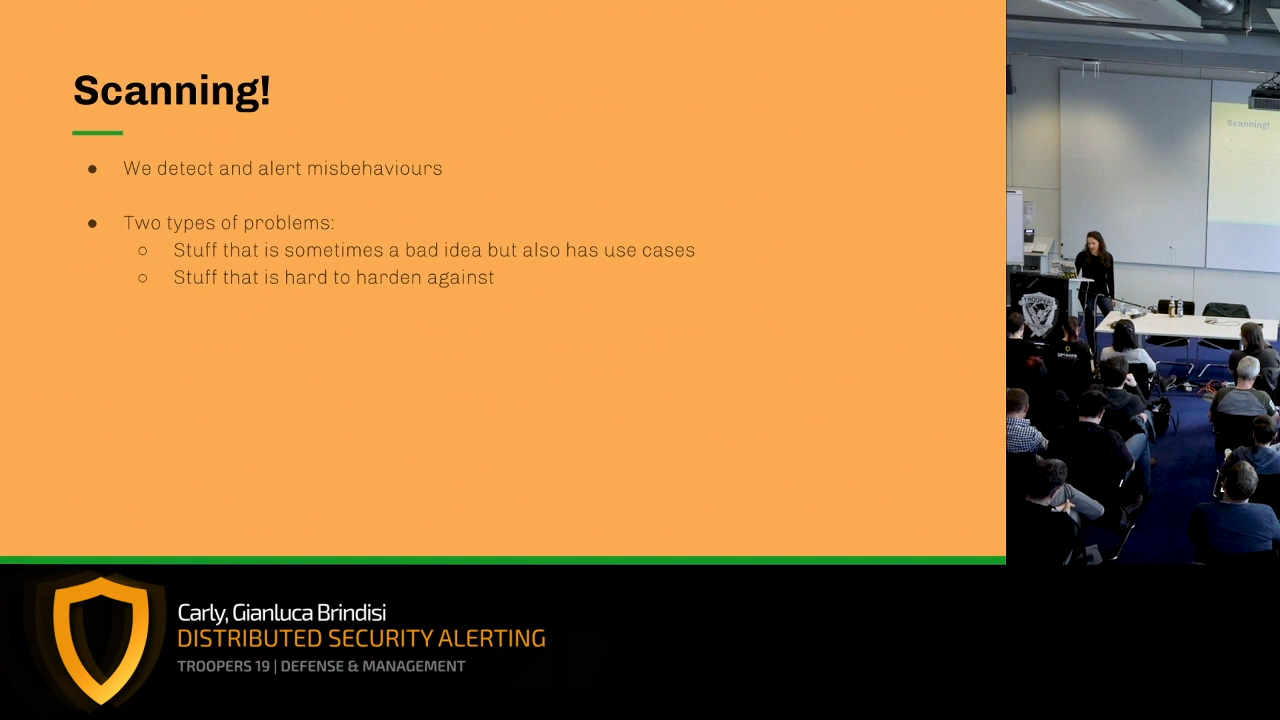 Scanning!
● We detect and alert misbehaviours
● Two types of problems:
○ Stuff that is sometimes a bad idea but also has use cases
○ Stuff that is hard to harden against
Scanning!
TROOPERS
Carly, Gianluca Brindisi
DISTRIBUTED SECURITY ALERTING
TROOPERS 19 | DEFENSE & MANAGEMENT